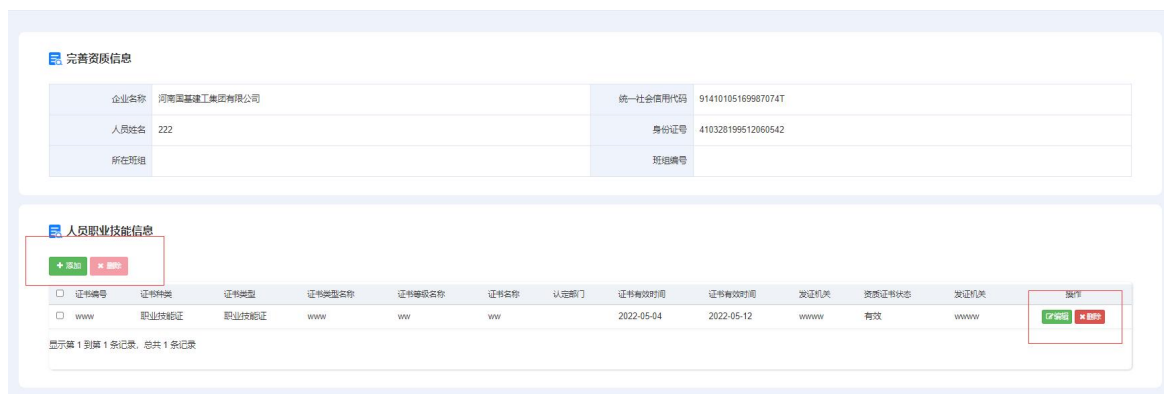 完善资质信息
企业名称 河南国基建工集团有限公司 统一社会信用代码 91410105169987074T
人员姓名 222 身份证号 410328199512060542
所在班组 班组编号
人员职业技能信息
+ 添加 × 删除
证书编号 证书种类 证书类型 证书类型名称 证书等级名称 证书名称 认定部门 证书有效时间 证书有效时间 发证机关 资质证书状态 发证机关 操作
www 职业技能证 职业技能证 www ww ww 2022-05-04 2022-05-12 wwww 有效 wwww 编辑 × 删除
显示第 1 到第 1 条记录，总共 1 条记录